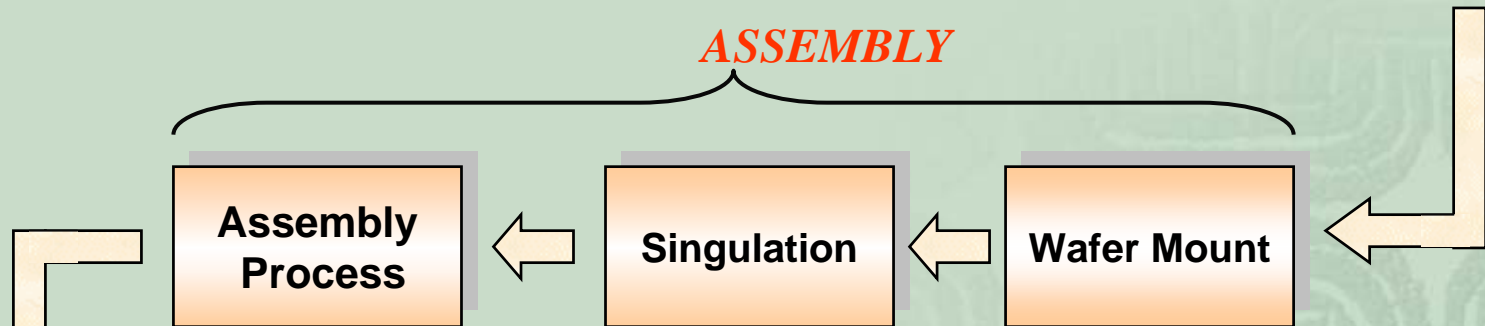 ASSEMBLY
Assembly
Process
Singulation
Wafer Mount